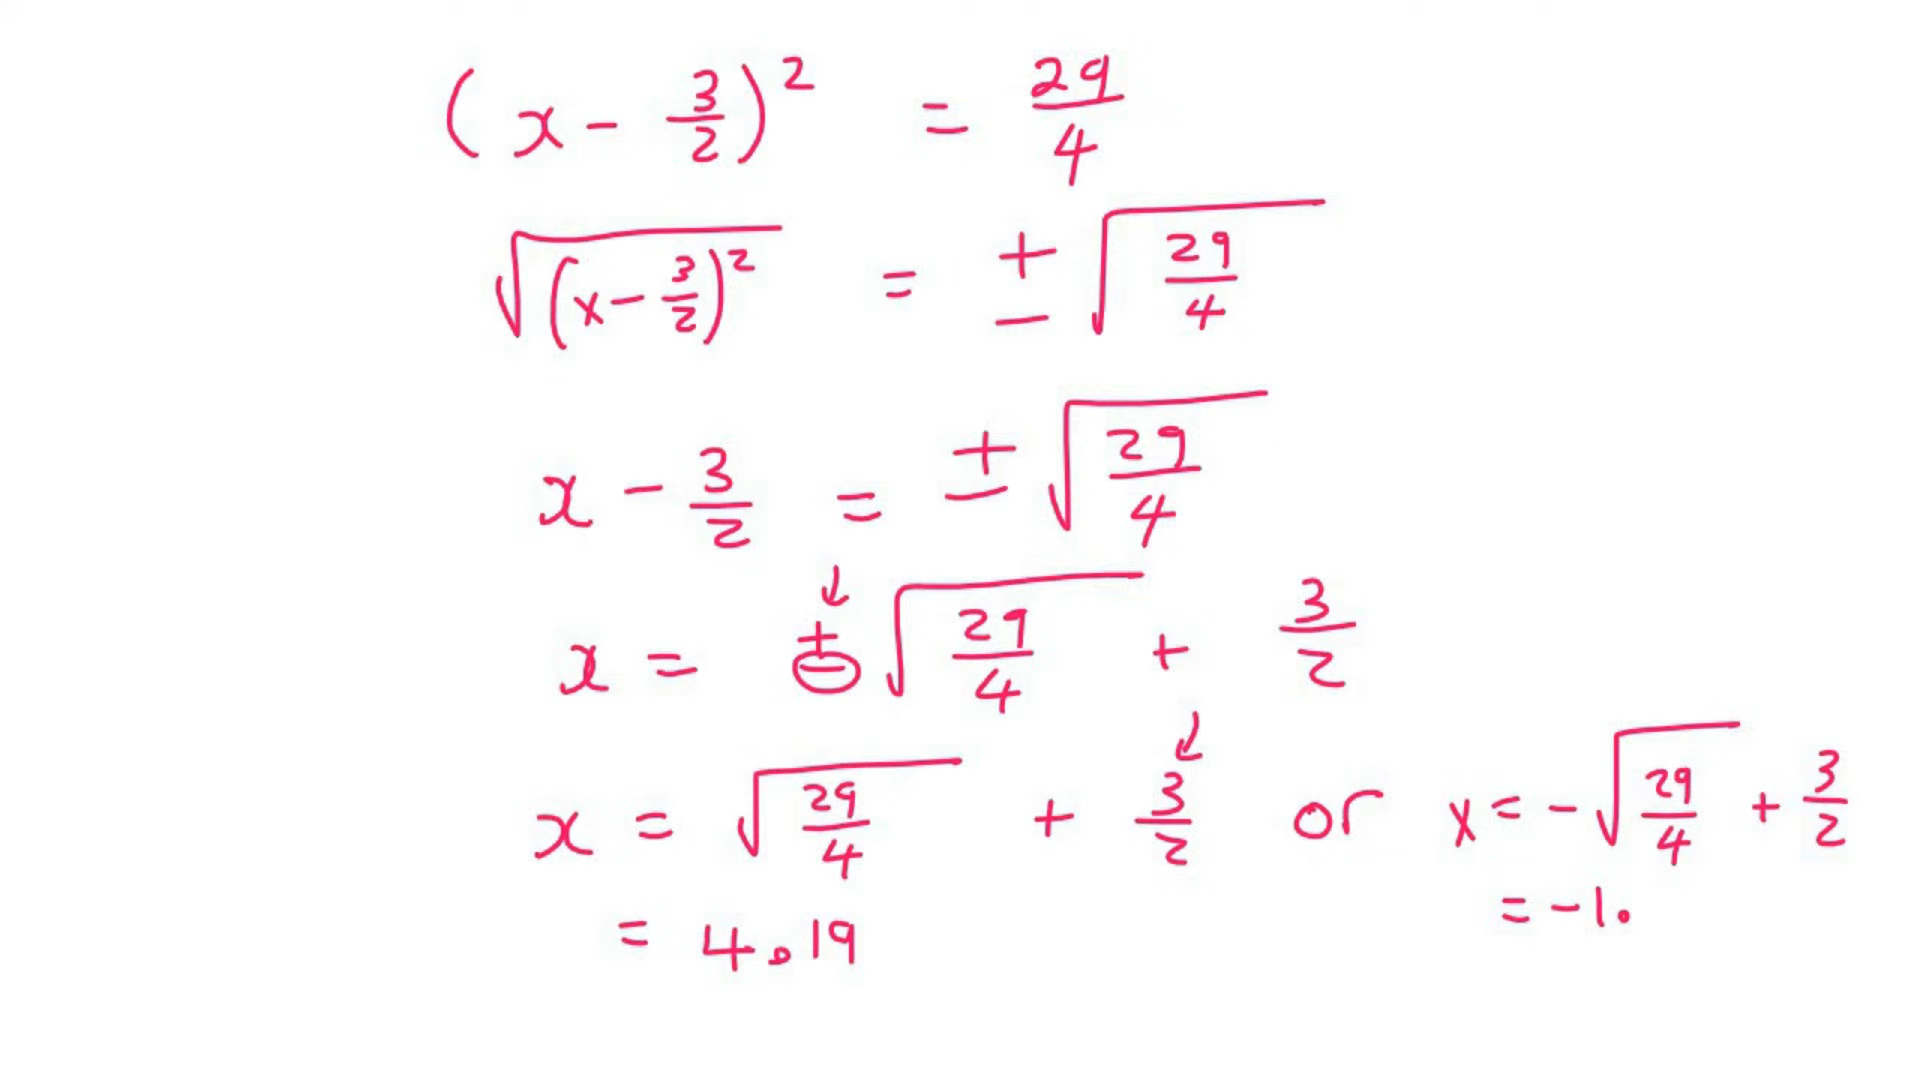 (x - 3/2)² = 29/4
√(x - 3/2)² = ± √29/4
x - 3/2 = ± √29/4
x = ± √29/4 + 3/2
x = √29/4 + 3/2 or x = - √29/4 + 3/2
= 4.19 = -1.